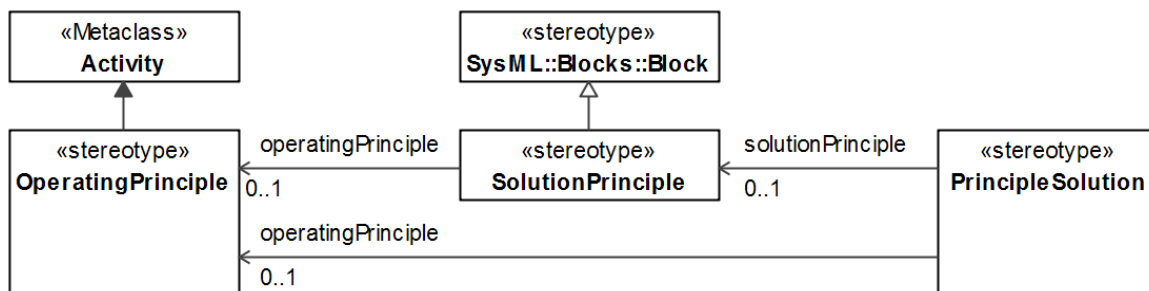 «Metaclass»
Activity
«stereotype»
SysML::Blocks::Block
«stereotype»
OperatingPrinciple
operatingPrinciple
0..1
«stereotype»
SolutionPrinciple
solutionPrinciple
0..1
«stereotype»
PrincipleSolution
operatingPrinciple
0..1